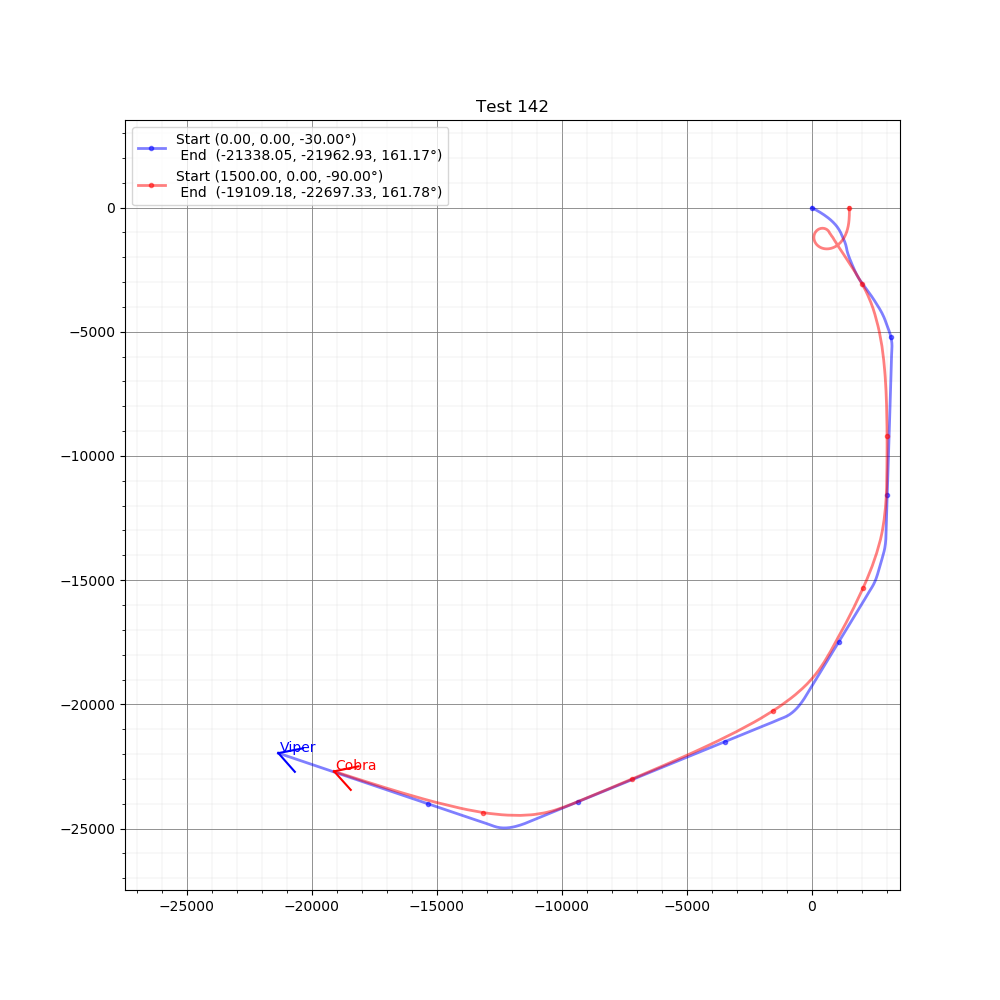 Test 142
Start (0.00, 0.00, -30.00°)
End (-21338.05, -21962.93, 161.17°)
Start (1500.00, 0.00, -90.00°)
End (-19109.18, -22697.33, 161.78°)
0
−5000
−10000
−15000
−20000
−25000
Viper
Cobra
−25000 −20000 −15000 −10000 −5000 0